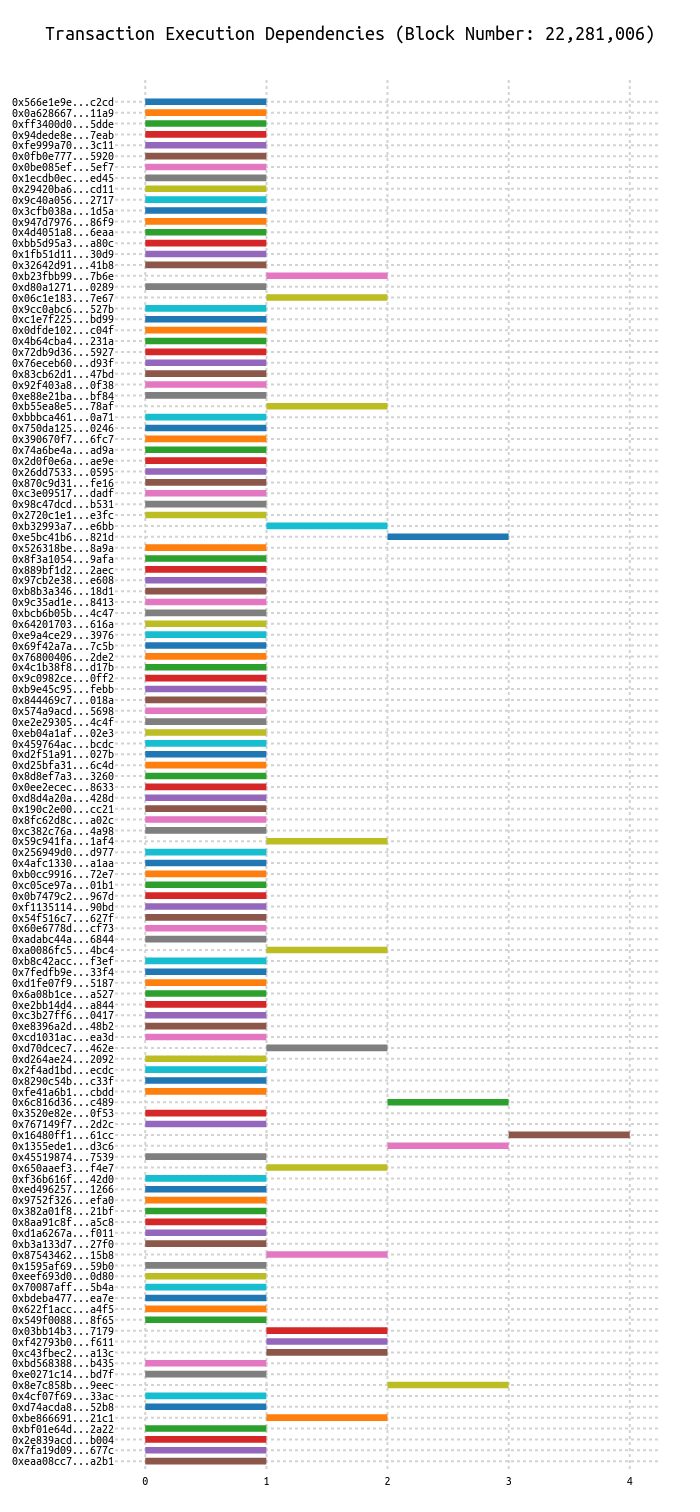 Transaction Execution Dependencies (Block Number: 22,281,006)
0x566e1e9e...c2cd
0x0a628667...11a9
0xff3400d0...5dde
0x94dede8e...7eab
0xfe999a70...3c11
0x0fb0e777...5920
0x0be085ef...5ef7
0x1ecdb0ec...ed45
0x29420ba6...cd11
0x9c40a056...2717
0x3cfb038a...1d5a
0x947d7976...86f9
0x4d4051a8...6eaa
0xbb5d95a3...a80c
0x1fb51d11...30d9
0x32642d91...41b8
0xb23fbb99...7b6e
0xd80a1271...0289
0x06c1e183...7e67
0x9cc0abc6...527b
0xc1e7f225...bd99
0x0dfde102...c04f
0x4b64cba4...231a
0x72db9d36...5927
0x76eceb60...d93f
0x83cb62d1...47bd
0x92f403a8...0f38
0xe88e21ba...bf84
0xb55ea8e5...78af
0xbbbca461...0a71
0x750da125...0246
0x390670f7...6fc7
0x74a6be4a...ad9a
0x2d0f0e6a...ae9e
0x26dd7533...0595
0x870c9d31...fe16
0xc3e09517...dadf
0x98c47dcd...b531
0x2720c1e1...e3fc
0xb32993a7...e6bb
0xe5bc41b6...821d
0x526318be...8a9a
0x8f3a1054...9afa
0x889bf1d2...2aec
0x97cb2e38...e608
0xb8b3a346...18d1
0x9c35ad1e...8413
0xbcb6b05b...4c47
0x64201703...616a
0xe9a4ce29...3976
0x69f42a7a...7c5b
0x76800406...2de2
0x4c1b38f8...d17b
0x9c0982ce...0ff2
0xb9e45c95...febb
0x844469c7...018a
0x574a9acd...5698
0xe2e29305...4c4f
0xeb04a1af...02e3
0x459764ac...bcdc
0xd2f51a91...027b
0xd25bfa31...6c4d
0x8d8ef7a3...3260
0x0ee2ecec...8633
0xd8d4a20a...428d
0x190c2e00...cc21
0x8fc62d8c...a02c
0xc382c76a...4a98
0x59c941fa...1af4
0x256949d0...d977
0x4afc1330...a1aa
0xb0cc9916...72e7
0xc05ce97a...01b1
0x0b7479c2...967d
0xf1135114...90bd
0x54f516c7...627f
0x60e6778d...cf73
0xadabc44a...6844
0xa0086fc5...4bc4
0xb8c42acc...f3ef
0x7fedfb9e...33f4
0xd1fe07f9...5187
0x6a08b1ce...a527
0xe2bb14d4...a844
0xc3b27ff6...0417
0xe8396a2d...48b2
0xcd1031ac...ea3d
0xd70dcec7...462e
0xd264ae24...2092
0x2f4ad1bd...ecdc
0x8290c54b...c33f
0xfe41a6b1...cbdd
0x6c816d36...c489
0x3520e82e...0f53
0x767149f7...2d2c
0x16480ff1...61cc
0x1355ede1...d3c6
0x45519874...7539
0x650aaef3...f4e7
0xf36b616f...42d0
0xed496257...1266
0x9752f326...efa0
0x382a01f8...21bf
0x8aa91c8f...a5c8
0xd1a6267a...f011
0xb3a133d7...27f0
0x87543462...15b8
0x1595af69...59b0
0xeef693d0...0d80
0x70087aff...5b4a
0xbdeba477...ea7e
0x622f1acc...a4f5
0x549f0088...8f65
0x03bb14b3...7179
0xf42793b0...f611
0xc43fbec2...a13c
0xbd568388...b435
0xe0271c14...bd7f
0x8e7c858b...9eec
0x4cf07f69...33ac
0xd74acda8...52b8
0xbe866691...21c1
0xbf01e64d...2a22
0x2e839acd...b004
0x7fa19d09...677c
0xeaa08cc7...a2b1
0 1 2 3 4